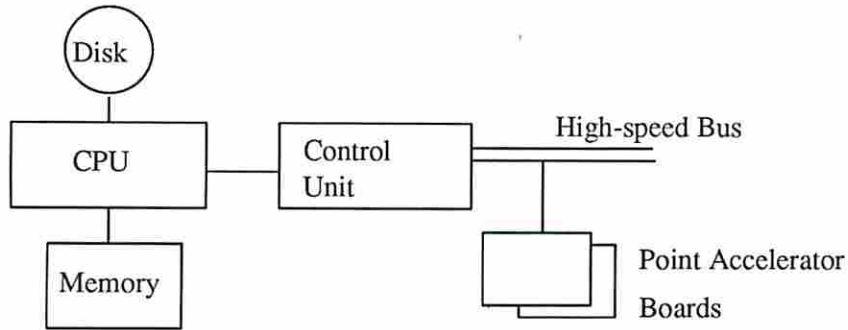 Disk
CPU
Control
Unit
High-speed Bus
Memory
Point Accelerator
Boards